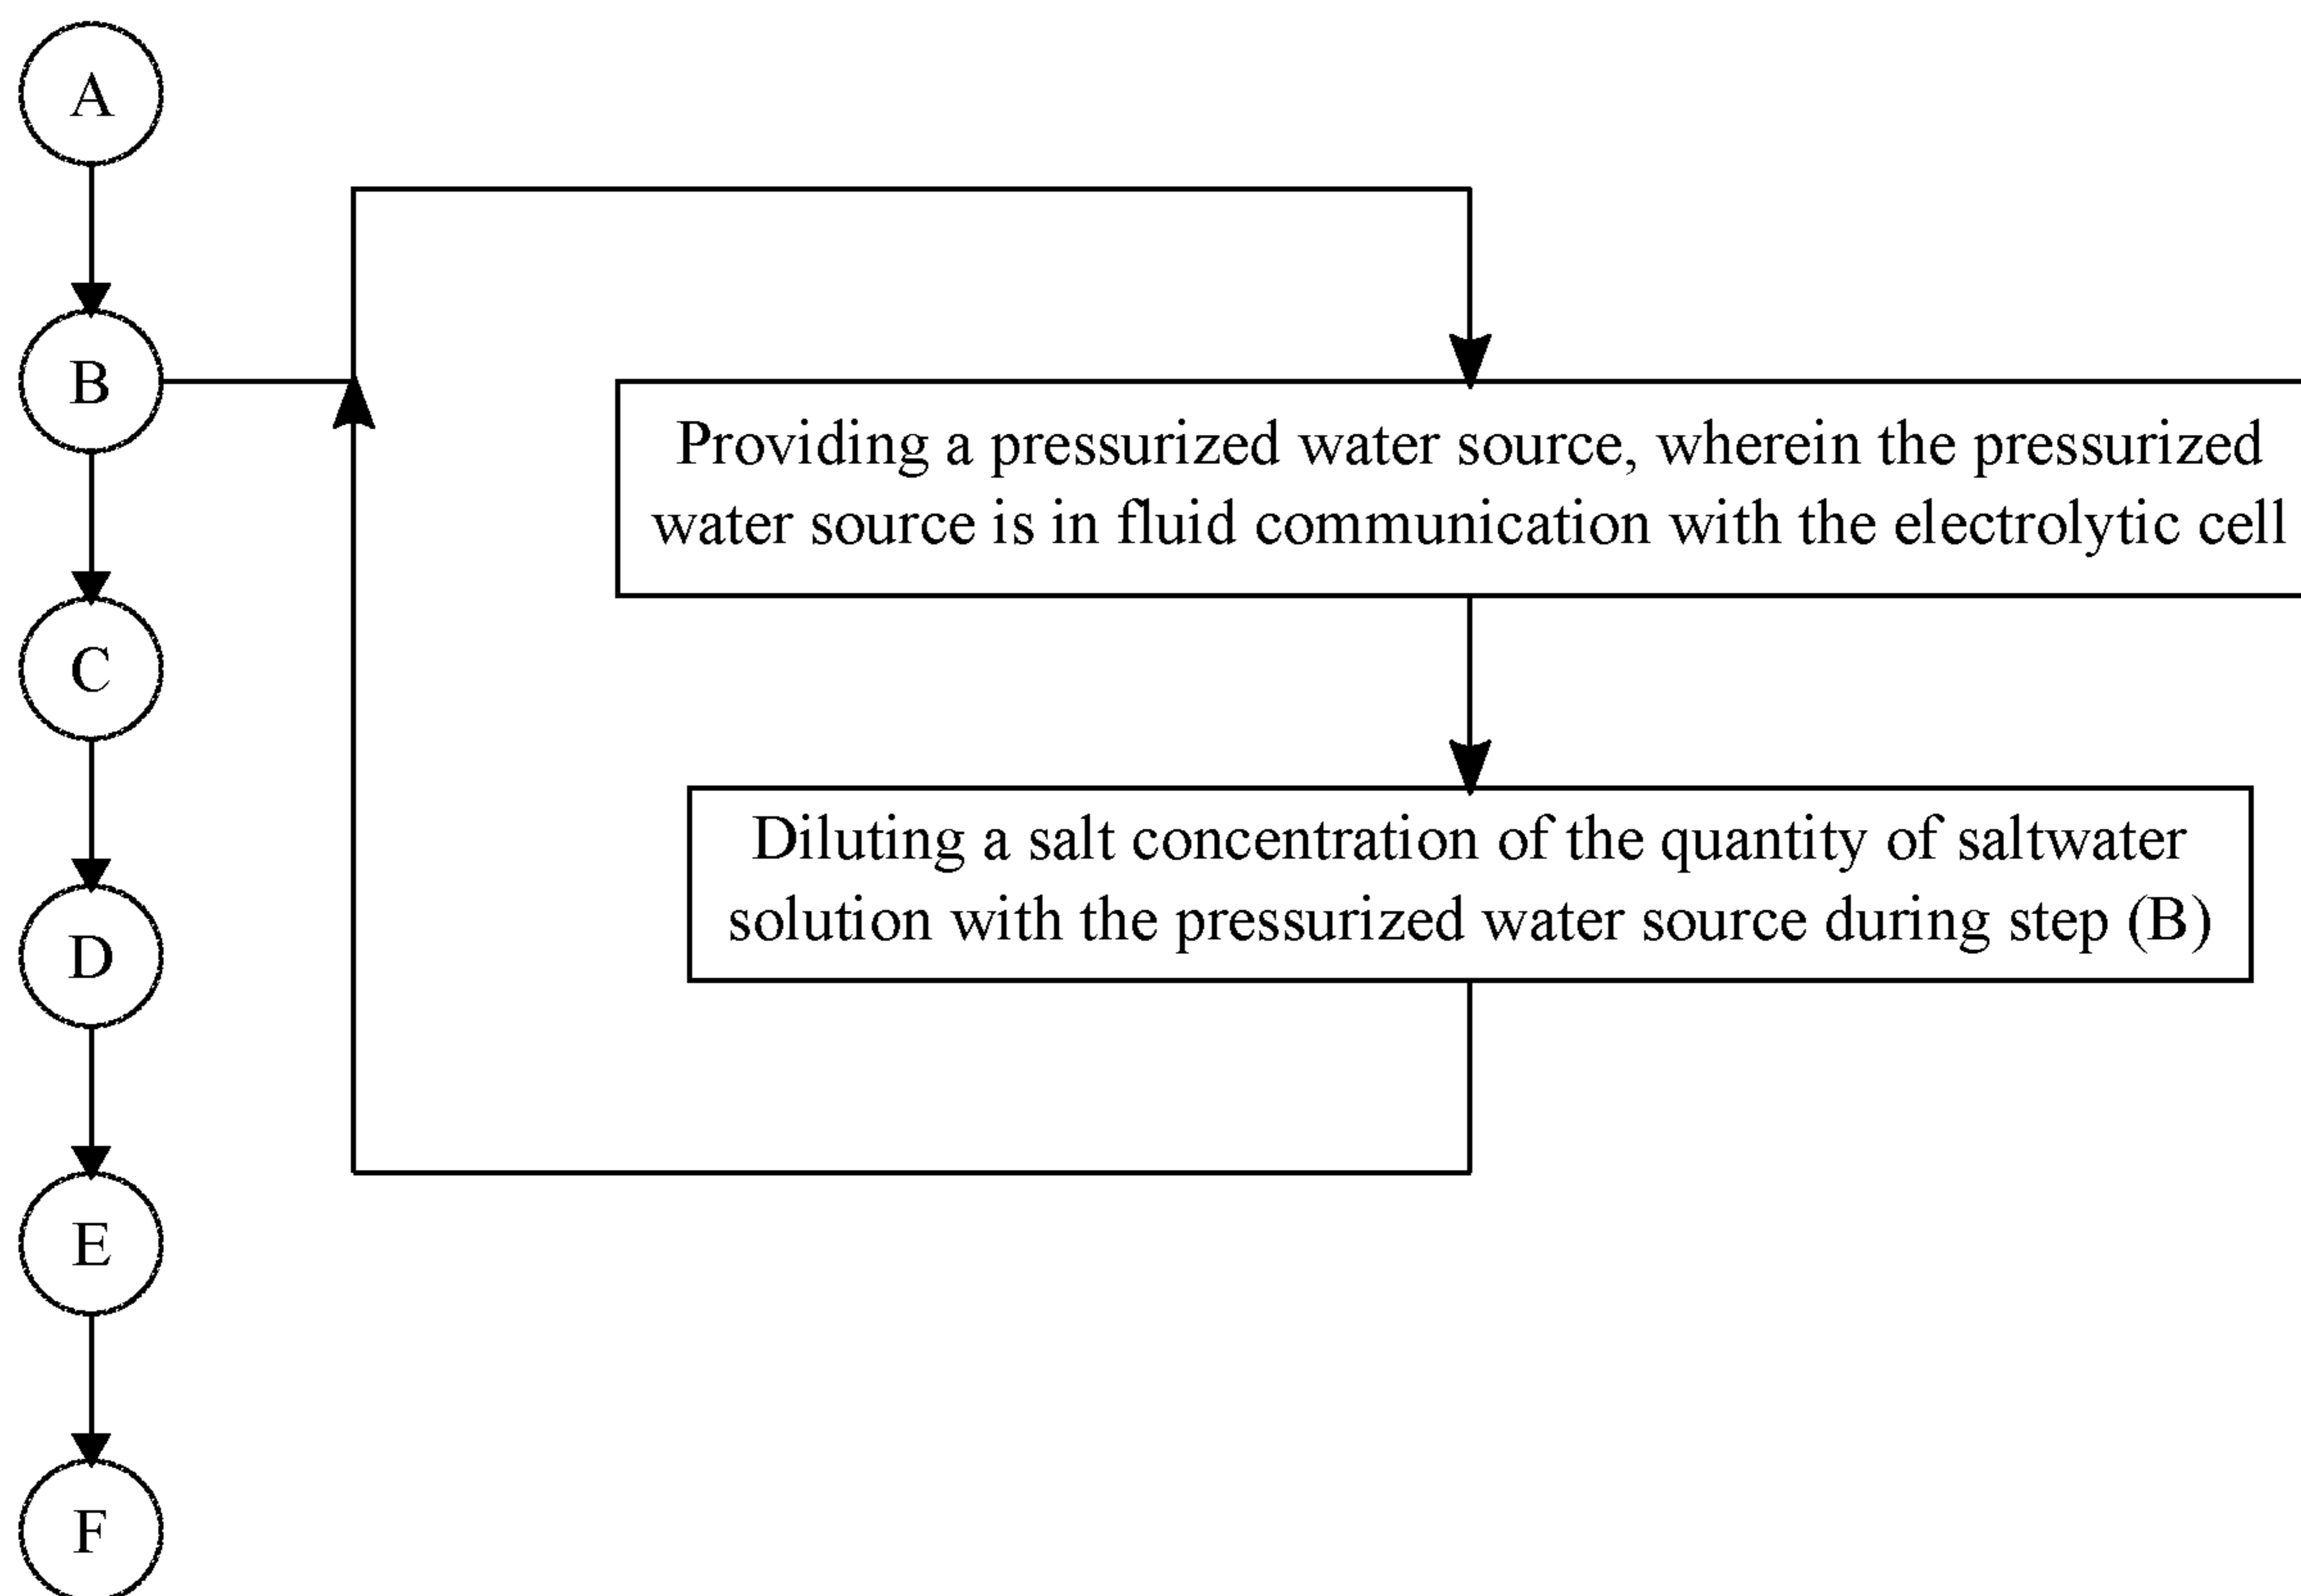 A
B
Providing a pressurized water source, wherein the pressurized
water source is in fluid communication with the electrolytic cell
C
Diluting a salt concentration of the quantity of saltwater
solution with the pressurized water source during step (B)
D
E
F